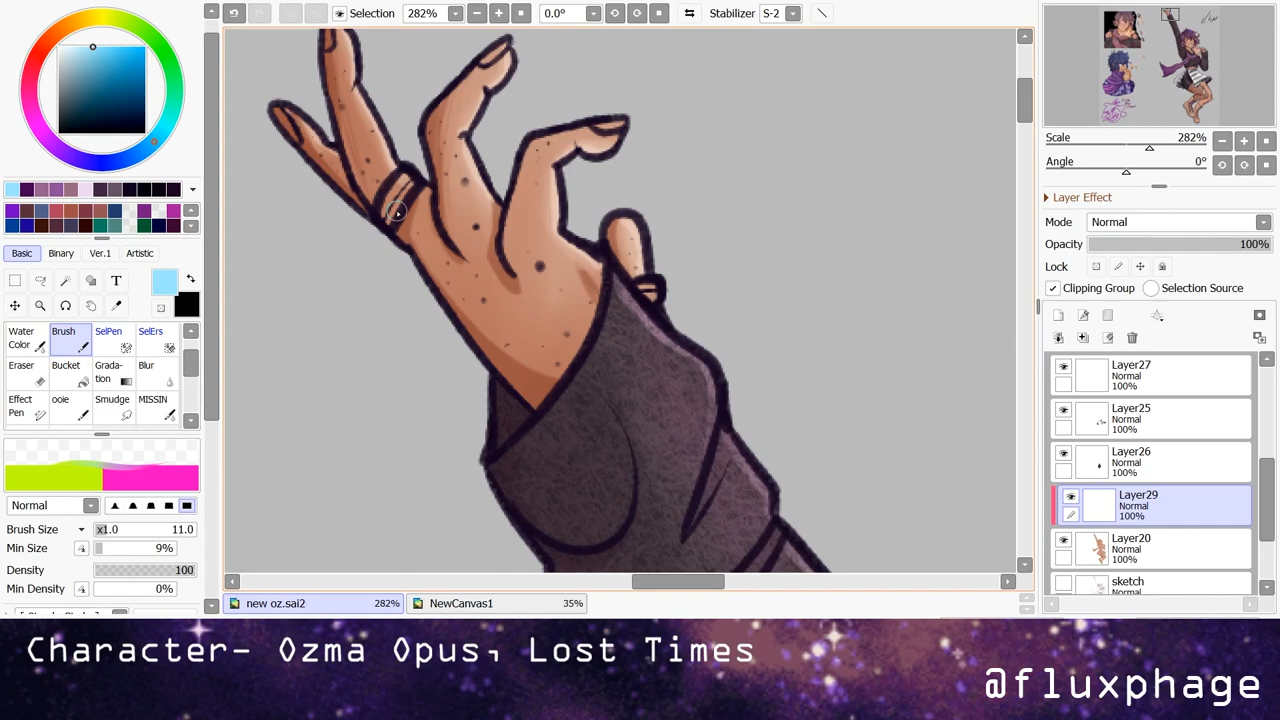 Selection 282% 0.0° Stabilizer S-2
Scale 282%
Angle 0°
Layer Effect
Mode Normal
Opacity 100%
Lock
Clipping Group Selection Source
Basic Binary Ver.1 Artistic
T
Water Color Brush SelPen SelErs
Eraser Bucket Grada-tion Blur
Effect Pen ooie Smudge MISSIN
Normal
Brush Size x1.0 11.0
Min Size 9%
Density 100
Min Density 0%
Layer27
Normal
100%
Layer25
Normal
100%
Layer26
Normal
100%
Layer29
Normal
100%
Layer20
Normal
100%
sketch
Normal
new oz.sai2 282% NewCanvas1 35%
Character- Ozma Opus, Lost Times
@fluxphage